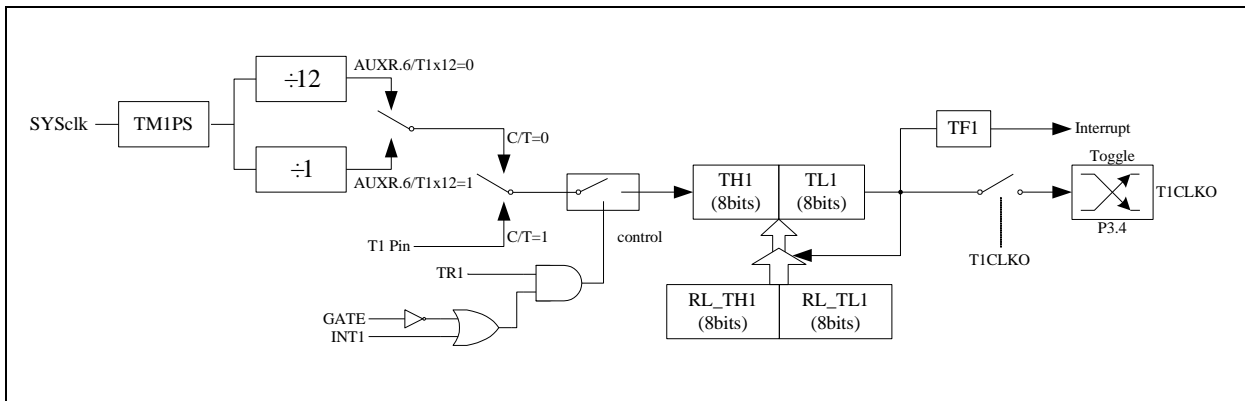 SYSclk
TM1PS
÷12
÷1
AUXR.6/T1x12=0
AUXR.6/T1x12=1
C/T=0
C/T=1
T1 Pin
TR1
GATE
INT1
control
TH1
(8bits)
TL1
(8bits)
RL_TH1
(8bits)
RL_TL1
(8bits)
TF1
Interrupt
Toggle
T1CLKO
P3.4
T1CLKO